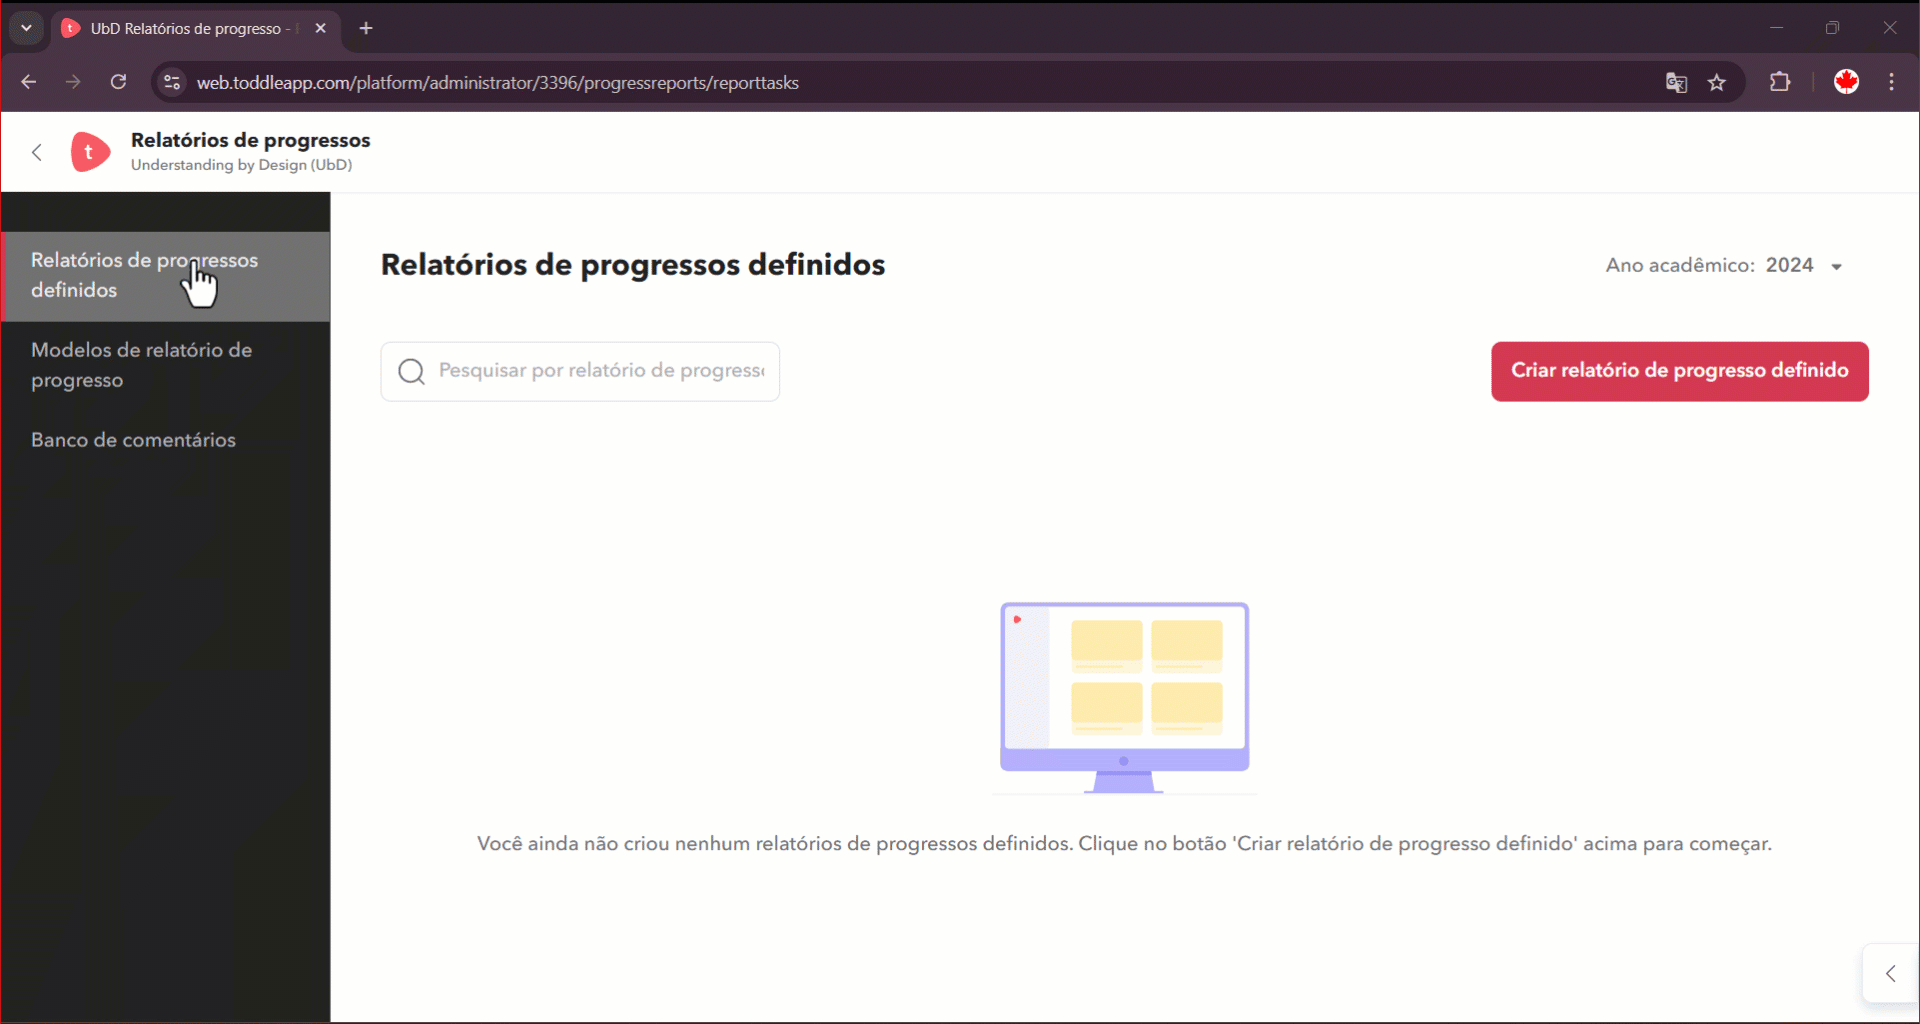 UbD Relatórios de progresso -
web.toddleapp.com/platform/administrator/3396/progressreports/reporttasks
t
Relatórios de progressos
Understanding by Design (UbD)
Relatórios de progressos
definidos
Modelos de relatório de
progresso
Banco de comentários
Relatórios de progressos definidos
Ano acadêmico: 2024
Pesquisar por relatório de progress
Criar relatório de progresso definido
Você ainda não criou nenhum relatórios de progressos definidos. Clique no botão 'Criar relatório de progresso definido' acima para começar.